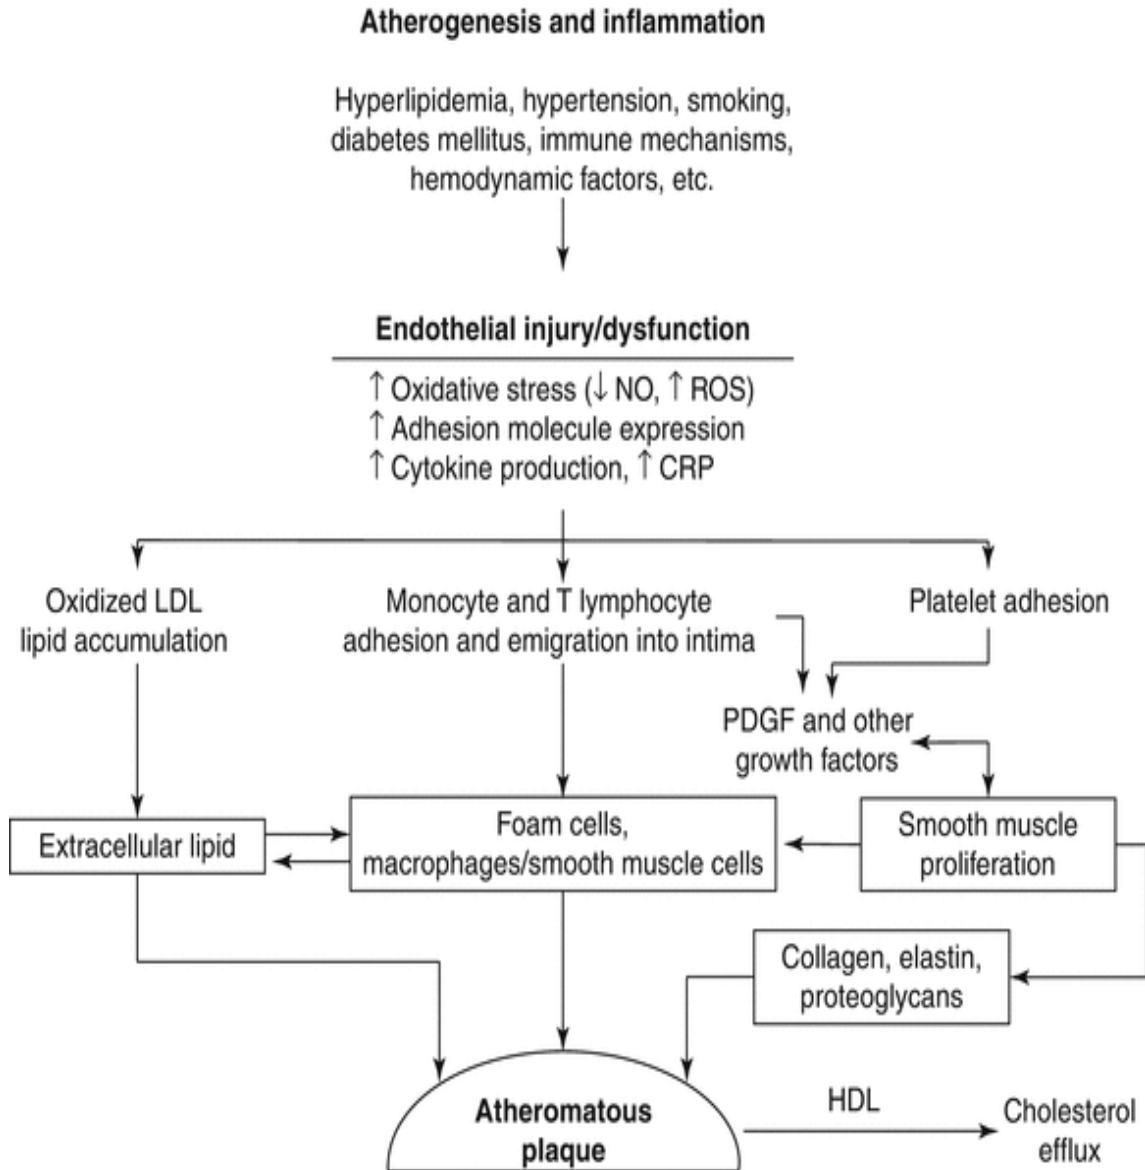 Atherogenesis and inflammation
Hyperlipidemia, hypertension, smoking,
diabetes mellitus, immune mechanisms,
hemodynamic factors, etc.
Endothelial injury/dysfunction
↑ Oxidative stress (↓ NO, ↑ ROS)
↑ Adhesion molecule expression
↑ Cytokine production, ↑ CRP
Oxidized LDL
lipid accumulation
Monocyte and T lymphocyte
adhesion and emigration into intima
Platelet adhesion
PDGF and other
growth factors
Extracellular lipid
Foam cells,
macrophages/smooth muscle cells
Smooth muscle
proliferation
Collagen, elastin,
proteoglycans
Atheromatous
plaque
HDL
Cholesterol
efflux